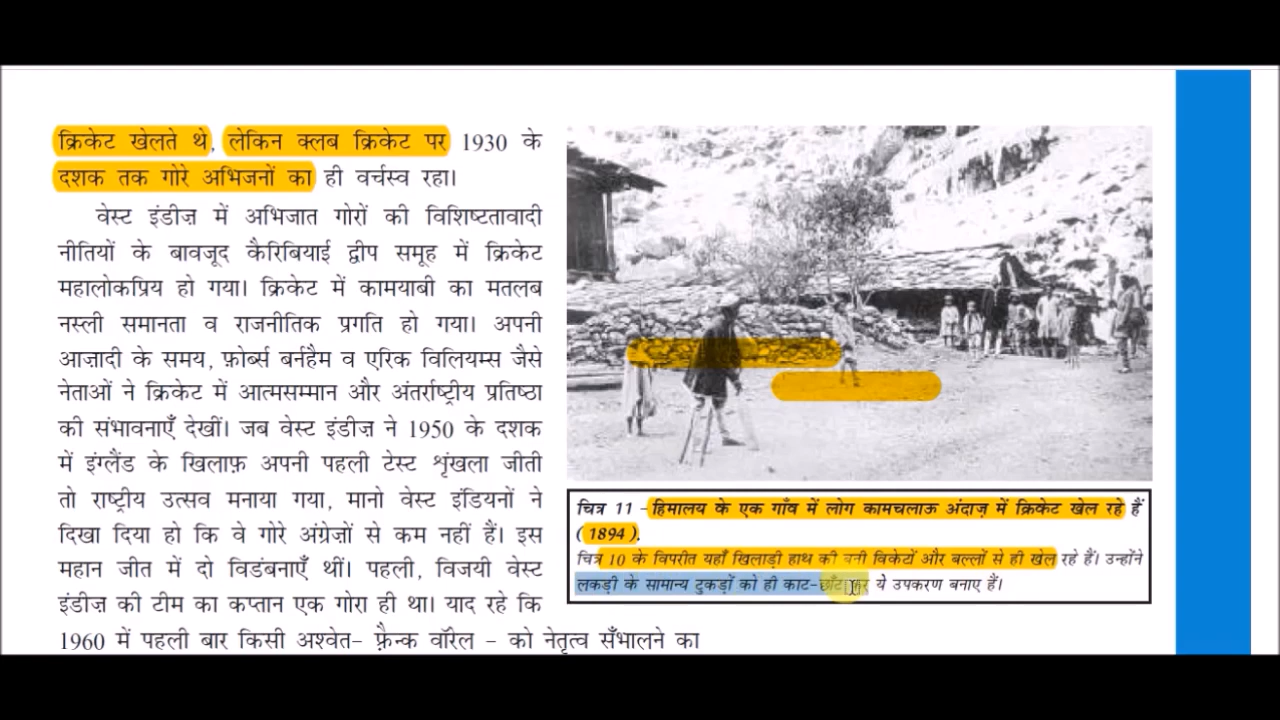 क्रिकेट खेलते थे, लेकिन क्लब क्रिकेट पर 1930 के
दशक तक गोरे अभिजनों का ही वर्चस्व रहा।
वेस्ट इंडीज़ में अभिजात गोरों की विशिष्टतावादी
नीतियों के बावजूद कैरिबियाई द्वीप समूह में क्रिकेट
महालोकप्रिय हो गया। क्रिकेट में कामयाबी का मतलब
नस्ली समानता व राजनीतिक प्रगति हो गया। अपनी
आज़ादी के समय, फ़ोर्ब्स बर्नहैम व एरिक विलियम्स जैसे
नेताओं ने क्रिकेट में आत्मसम्मान और अंतर्राष्ट्रीय प्रतिष्ठा
की संभावनाएँ देखीं। जब वेस्ट इंडीज़ ने 1950 के दशक
में इंग्लैंड के खिलाफ़ अपनी पहली टेस्ट शृंखला जीती
तो राष्ट्रीय उत्सव मनाया गया, मानो वेस्ट इंडियनों ने
दिखा दिया हो कि वे गोरे अंग्रेज़ों से कम नहीं हैं। इस
महान जीत में दो विडंबनाएँ थीं। पहली, विजयी वेस्ट
इंडीज़ की टीम का कप्तान एक गोरा ही था। याद रहे कि
1960 में पहली बार किसी अश्वेत– फ़्रैन्क वॉरेल – को नेतृत्व सँभालने का
चित्र 11 – हिमालय के एक गाँव में लोग कामचलाऊ अंदाज़ में क्रिकेट खेल रहे हैं
(1894).
चित्र 10 के विपरीत यहाँ खिलाड़ी हाथ की बनी विकेटों और बल्लों से ही खेल रहे हैं। उन्होंने
लकड़ी के सामान्य टुकड़ों को ही काट-छाँट कर ये उपकरण बनाए हैं।